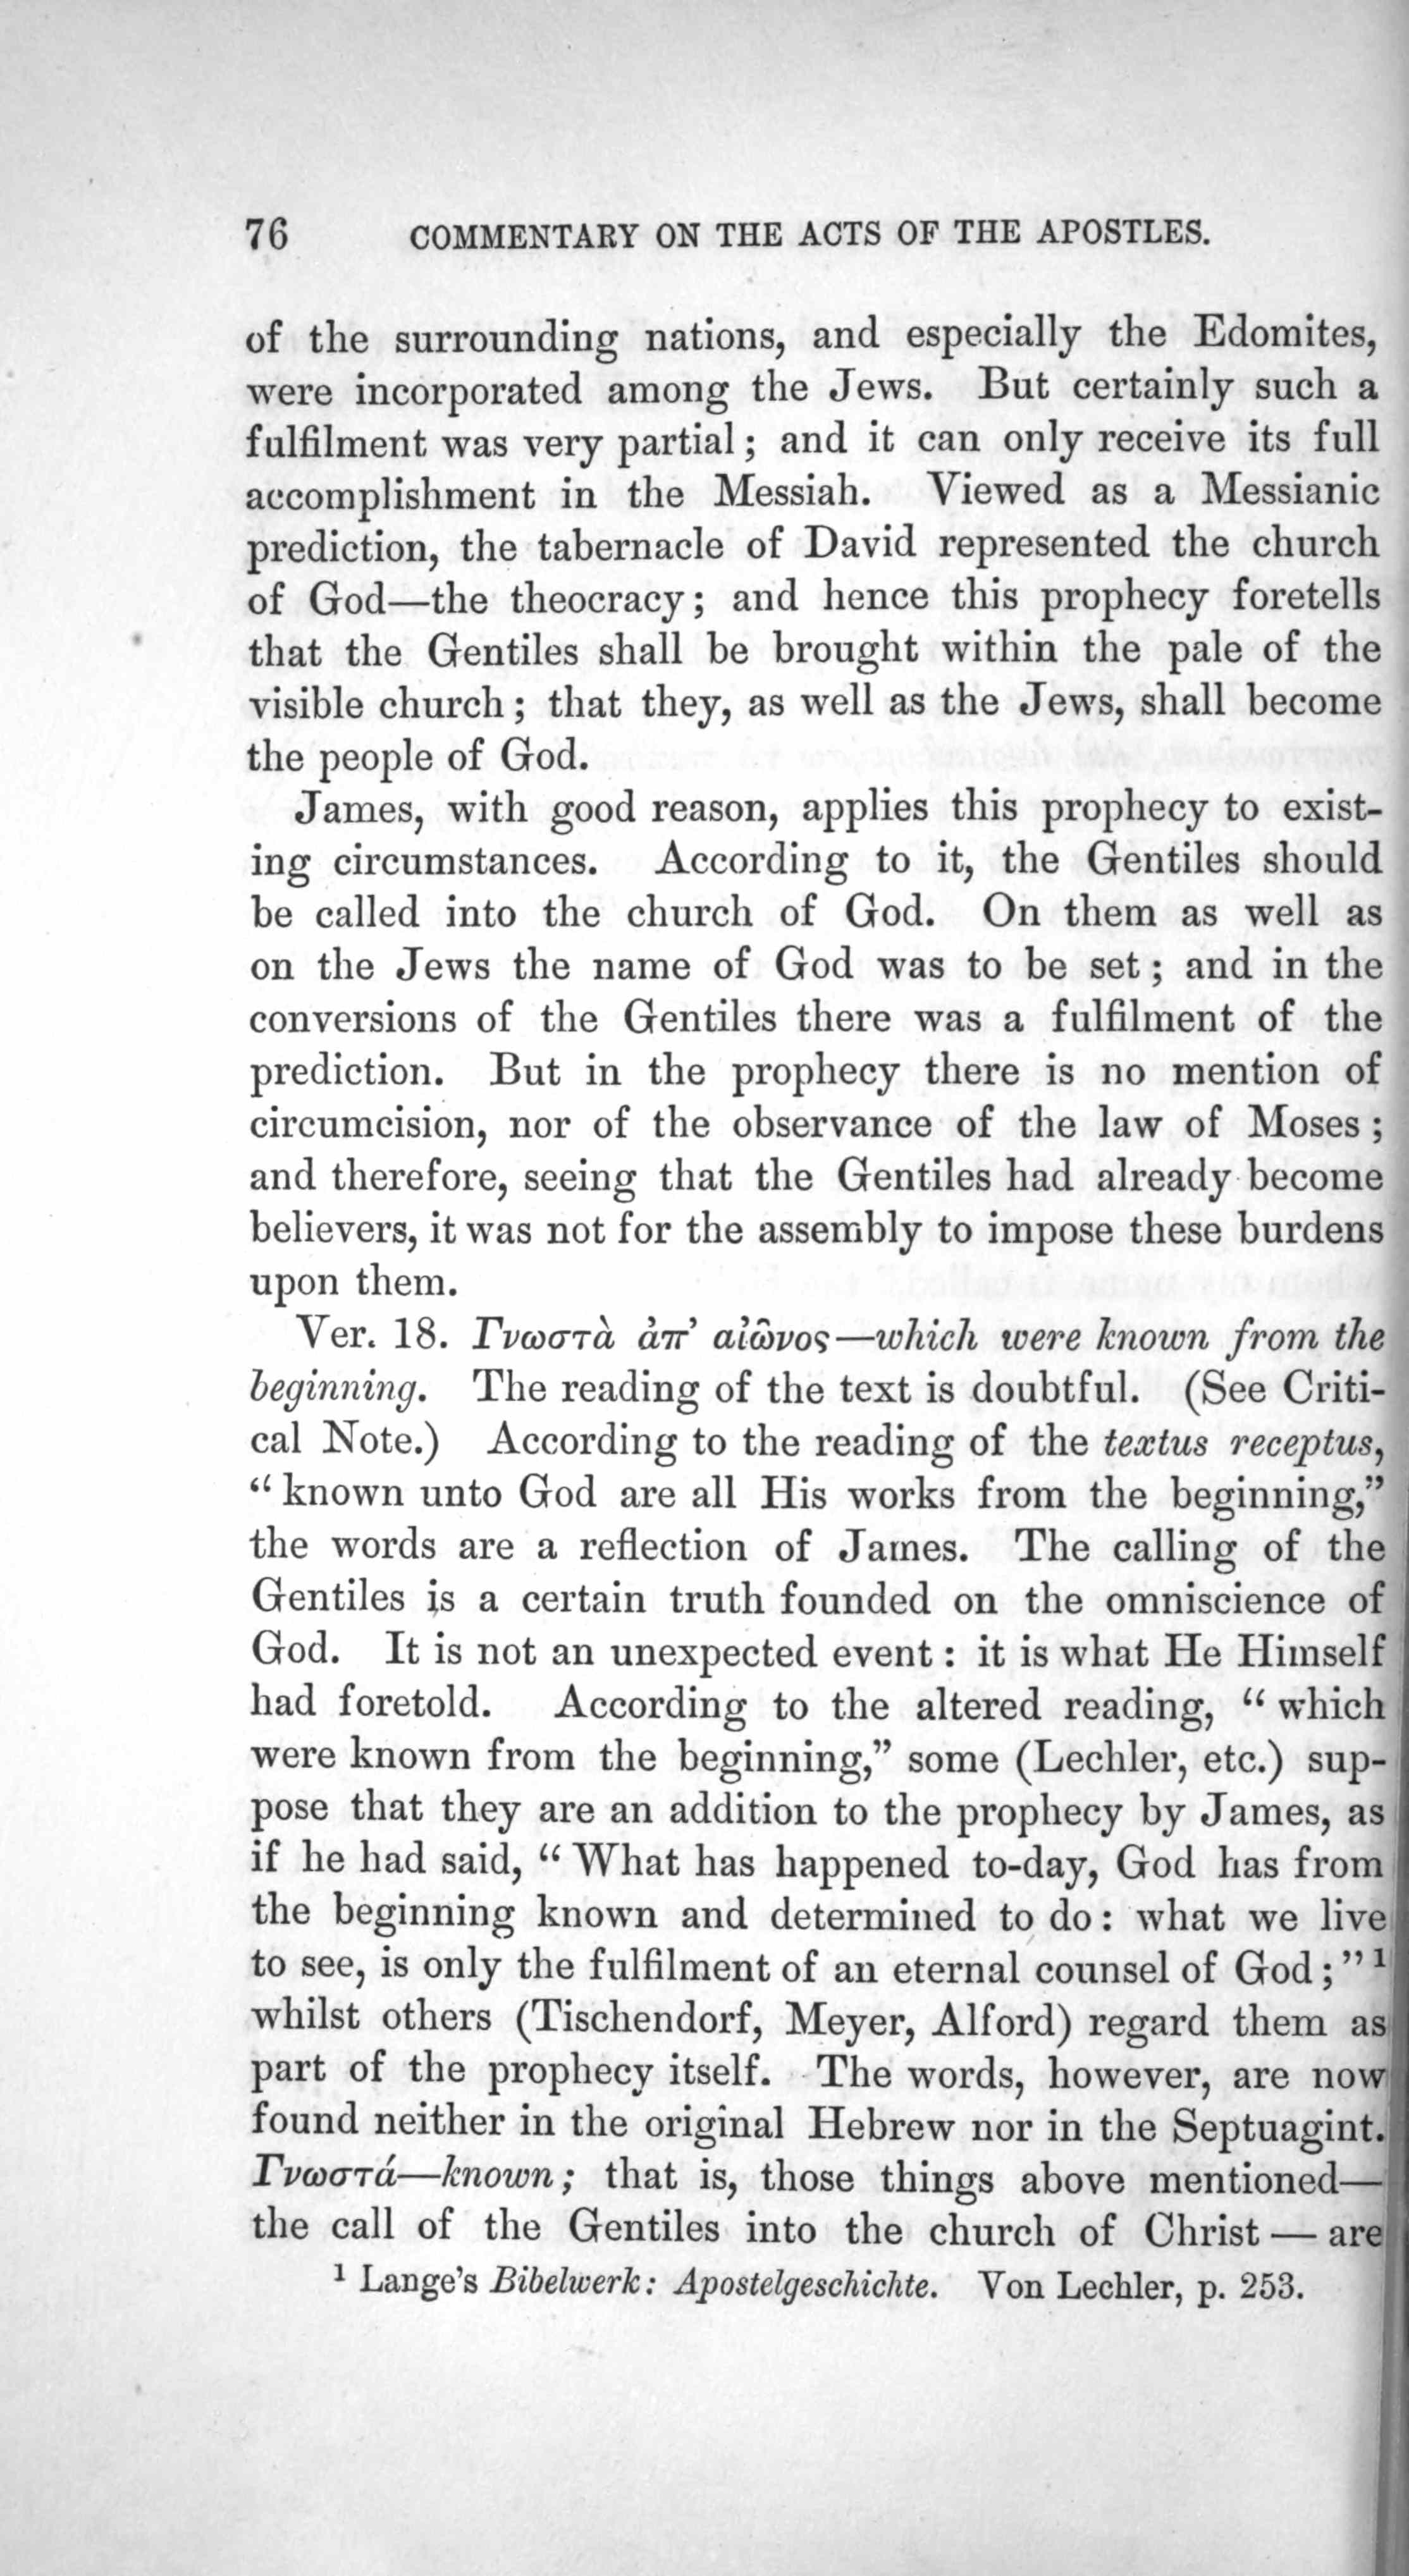 76 COMMENTARY ON THE ACTS OF THE APOSTLES.
of the surrounding nations, and especially the Edomites,
were incorporated among the Jews. But certainly such a
fulfilment was very partial; and it can only receive its full
accomplishment in the Messiah. Viewed as a Messianic
prediction, the tabernacle of David represented the church
of God—the theocracy; and hence this prophecy foretells
that the Gentiles shall be brought within the pale of the
visible church; that they, as well as the Jews, shall become
the people of God.
James, with good reason, applies this prophecy to exist-
ing circumstances. According to it, the Gentiles should
be called into the church of God. On them as well as
on the Jews the name of God was to be set; and in the
conversions of the Gentiles there was a fulfilment of the
prediction. But in the prophecy there is no mention of
circumcision, nor of the observance of the law of Moses;
and therefore, seeing that the Gentiles had already become
believers, it was not for the assembly to impose these burdens
upon them.
Ver. 18. Γνωστὰ ἀπ’ αἰῶνος—which were known from the
beginning. The reading of the text is doubtful. (See Criti-
cal Note.) According to the reading of the textus receptus,
“known unto God are all His works from the beginning,”
the words are a reflection of James. The calling of the
Gentiles is a certain truth founded on the omniscience of
God. It is not an unexpected event: it is what He Himself
had foretold. According to the altered reading, “which
were known from the beginning,” some (Lechler, etc.) sup-
pose that they are an addition to the prophecy by James, as
if he had said, “What has happened to-day, God has from
the beginning known and determined to do: what we live
to see, is only the fulfilment of an eternal counsel of God;”¹
whilst others (Tischendorf, Meyer, Alford) regard them as
part of the prophecy itself. The words, however, are now
found neither in the original Hebrew nor in the Septuagint.
Γνωστά—known; that is, those things above mentioned—
the call of the Gentiles into the church of Christ — are
¹ Lange’s Bibelwerk: Apostelgeschichte. Von Lechler, p. 253.